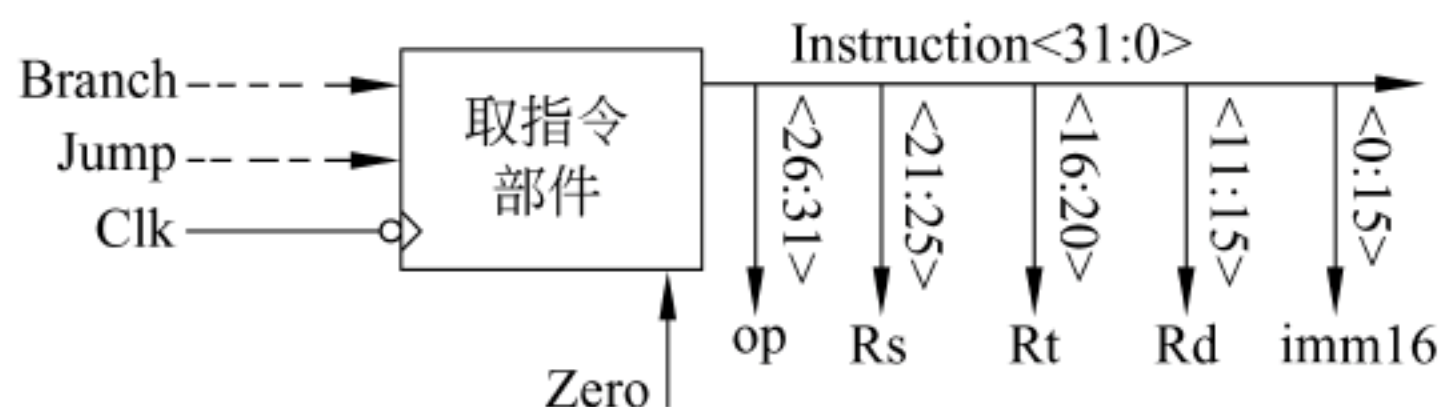 Instruction<31:0>
Branch
Jump
Clk
取指令
部件
<26:31>
<21:25>
<16:20>
<11:15>
<0:15>
op
Rs
Rt
Rd
imm16
Zero